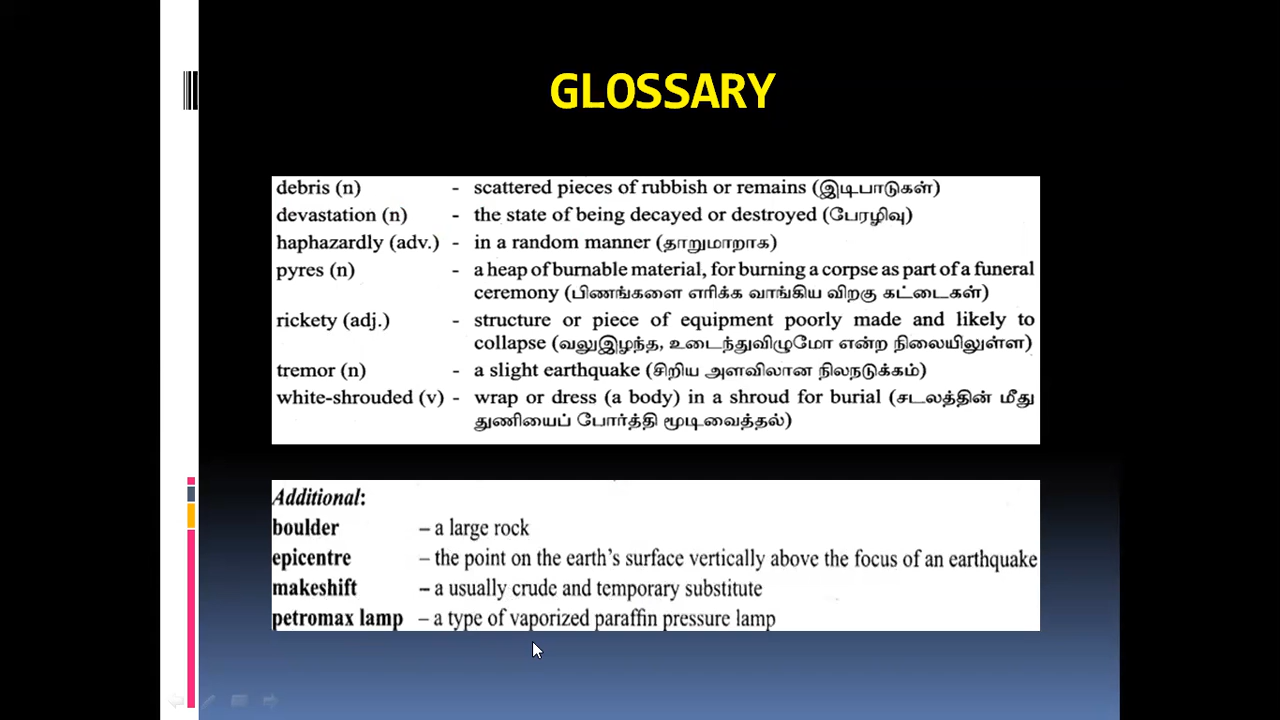 GLOSSARY
debris (n) - scattered pieces of rubbish or remains (இடிபாடுகள்)
devastation (n) - the state of being decayed or destroyed (பேரழிவு)
haphazardly (adv.) - in a random manner (தாறுமாறாக)
pyres (n) - a heap of burnable material, for burning a corpse as part of a funeral
ceremony (பிணங்களை எரிக்க வாங்கிய விறகு கட்டைகள்)
rickety (adj.) - structure or piece of equipment poorly made and likely to
collapse (வலுஇழந்த, உடைந்துவிழுமோ என்ற நிலையிலுள்ள)
tremor (n) - a slight earthquake (சிறிய அளவிலான நிலநடுக்கம்)
white-shrouded (v) - wrap or dress (a body) in a shroud for burial (சடலத்தின் மீது
துணியைப் போர்த்தி மூடிவைத்தல்)
Additional:
boulder – a large rock
epicentre – the point on the earth's surface vertically above the focus of an earthquake
makeshift – a usually crude and temporary substitute
petromax lamp – a type of vaporized paraffin pressure lamp